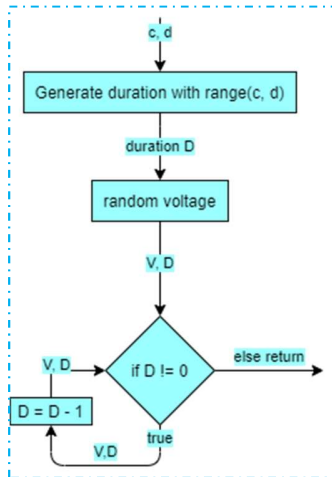 c, d
Generate duration with range(c, d)
duration D
random voltage
V, D
if D != 0
else return
true
V,D
D = D - 1
V, D